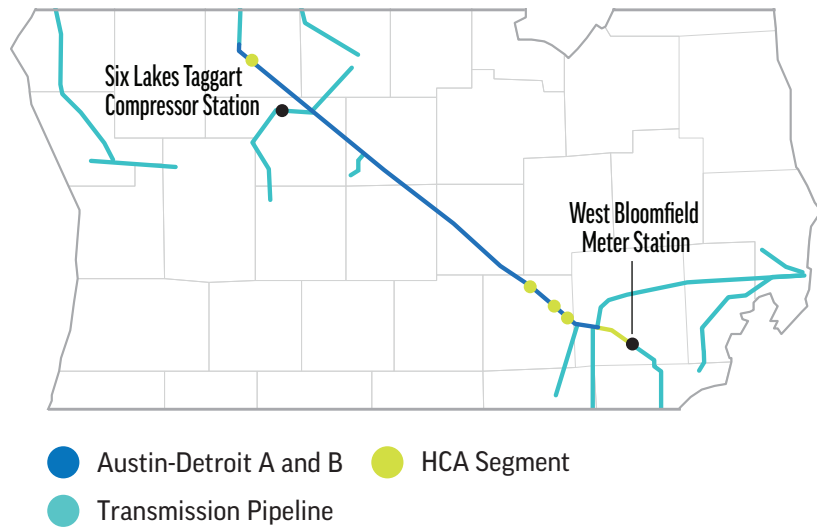 Six Lakes Taggart
Compressor Station
West Bloomfield
Meter Station
Austin-Detroit A and B
HCA Segment
Transmission Pipeline